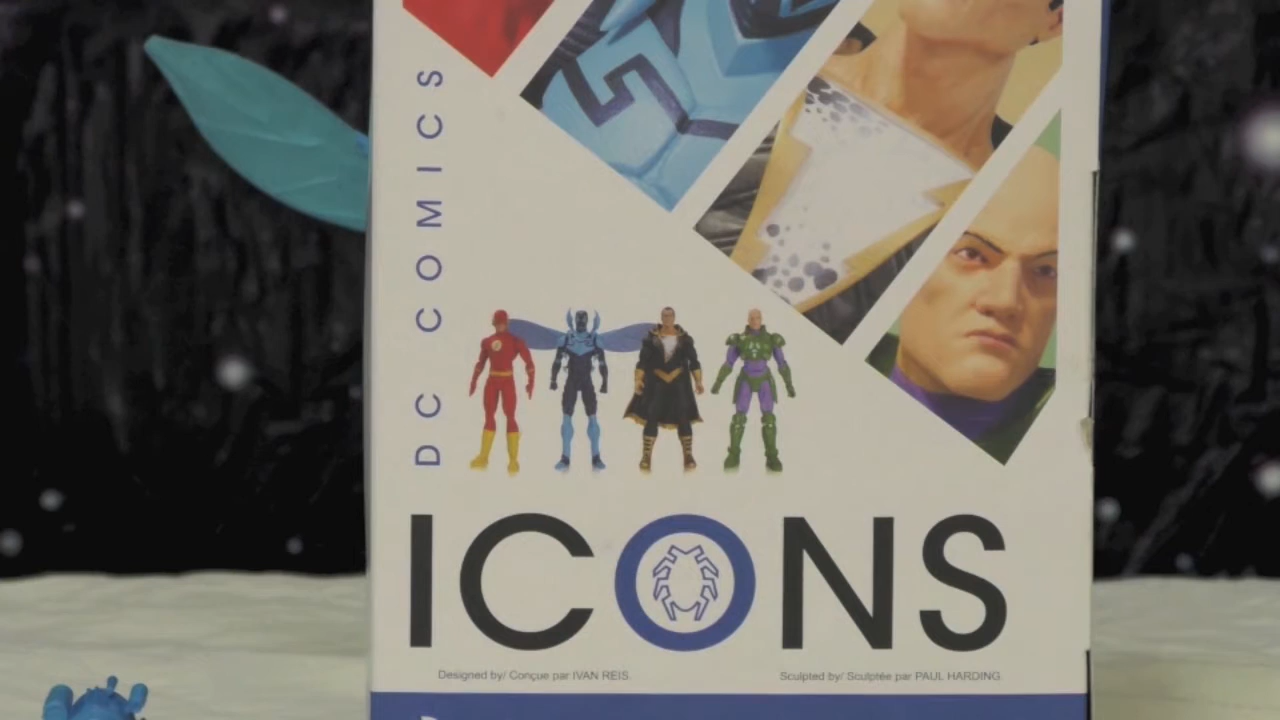 DC COMICS
ICONS
Designed by/ Conçue par IVAN REIS.
Sculpted by/ Sculptée par PAUL HARDING.